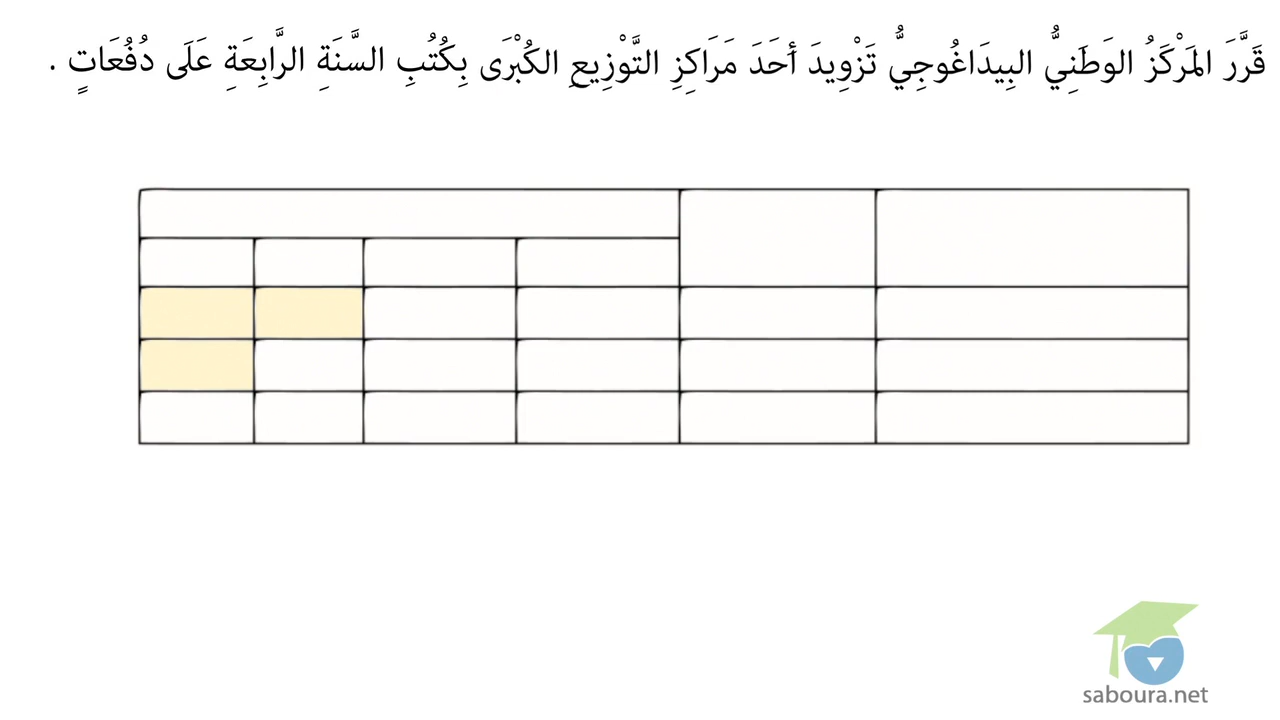 قَرَّرَ المَرْكَزُ الوَطَنِيُّ البِيدَاغُوجِيُّ تَزْوِيدَ أَحَدَ مَرَاكِزِ التَّوْزِيعِ الكُبْرَى بِكُتُبِ السَّنَةِ الرَّابِعَةِ عَلَى دُفُعَاتٍ .
saboura.net